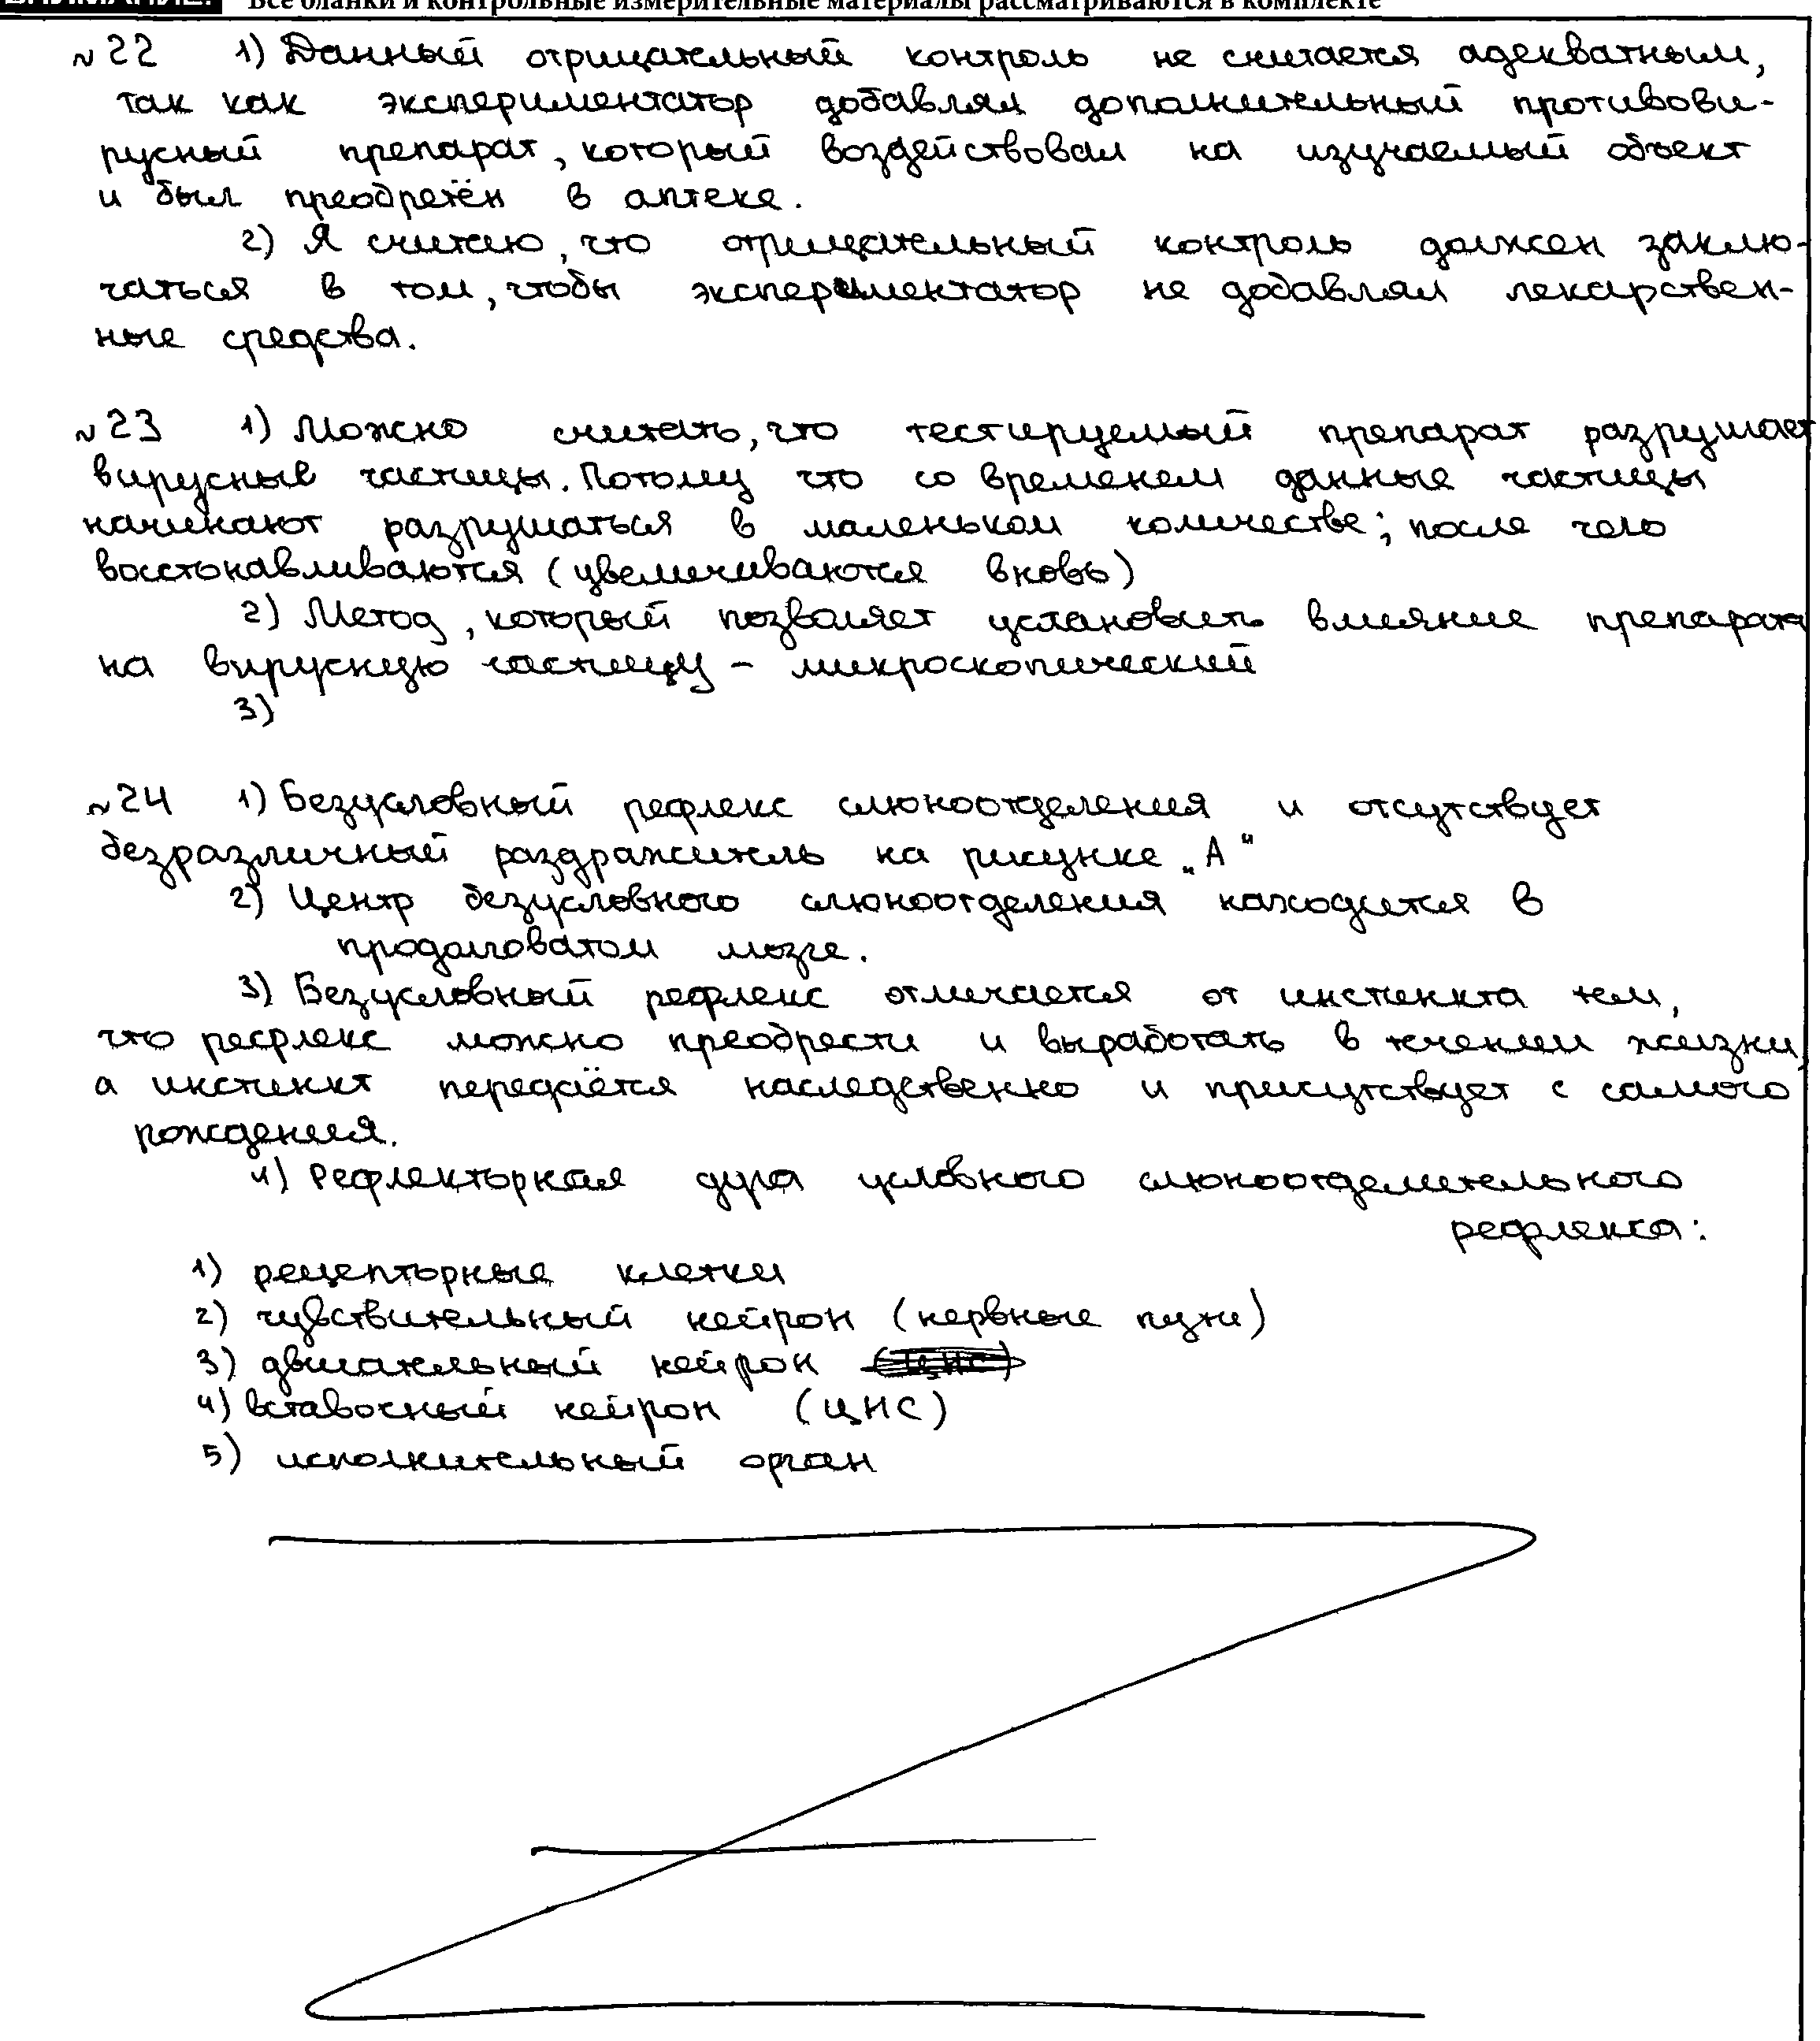 Все бланки и контрольные измерительные материалы рассматриваются в комплекте
№22 1) Данный отрицательный контроль не считается адекватным,
так как экспериментатор добавлял дополнительный противови-
русный препарат, который воздействовал на изучаемый объект
и был преобретён в аптеке.
2) Я считаю, что отрицательный контроль должен заклю-
чаться в том, чтобы экспериментатор не добавлял лекарствен-
ные средства.
№23 1) Можно считать, что тестируемый препарат разрушает
вирусные частицы. Потому что со временем данные частицы
начинают разрушаться в маленьком количестве; после чего
восстонавливаются (увеличиваются вновь)
2) Метод, который позволяет установить влияние препарата
на вирусную частицу - микроскопический
3)
№24 1) Безусловный рефлекс слюноотделения и отсутствует
безразличный раздражитель на рисунке „А"
2) Центр безусловного слюноотделения находится в
продолговатом мозге.
3) Безусловный рефлекс отличается от инстинкта тем,
что рефлекс можно преобрести и выработать в течении жизни,
а инстинкт передаётся наследственно и присутствует с самого
рождения.
4) Рефлекторная дуга условного слюноотделительного
рефлекса:
1) рецепторные клетки
2) чувствительный нейрон (нервные пути)
3) двигательный нейрон
4) вставочный нейрон (ЦНС)
5) исполнительный орган